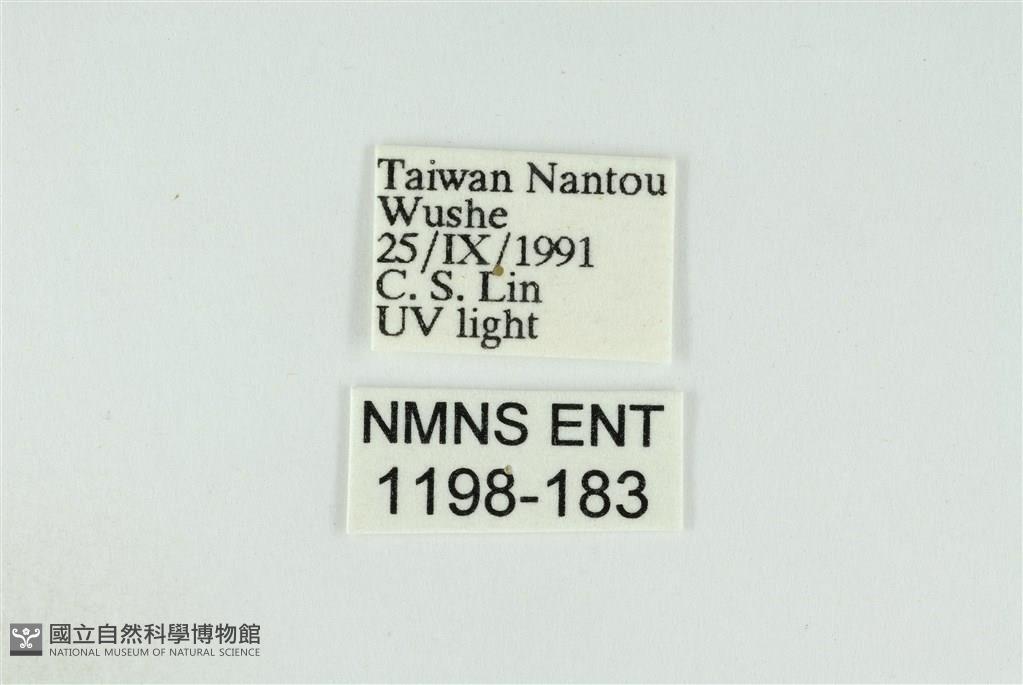 Taiwan Nantou
Wushe
25/IX/1991
C. S. Lin
UV light
NMNS ENT
1198-183
國立自然科學博物館
NATIONAL MUSEUM OF NATURAL SCIENCE